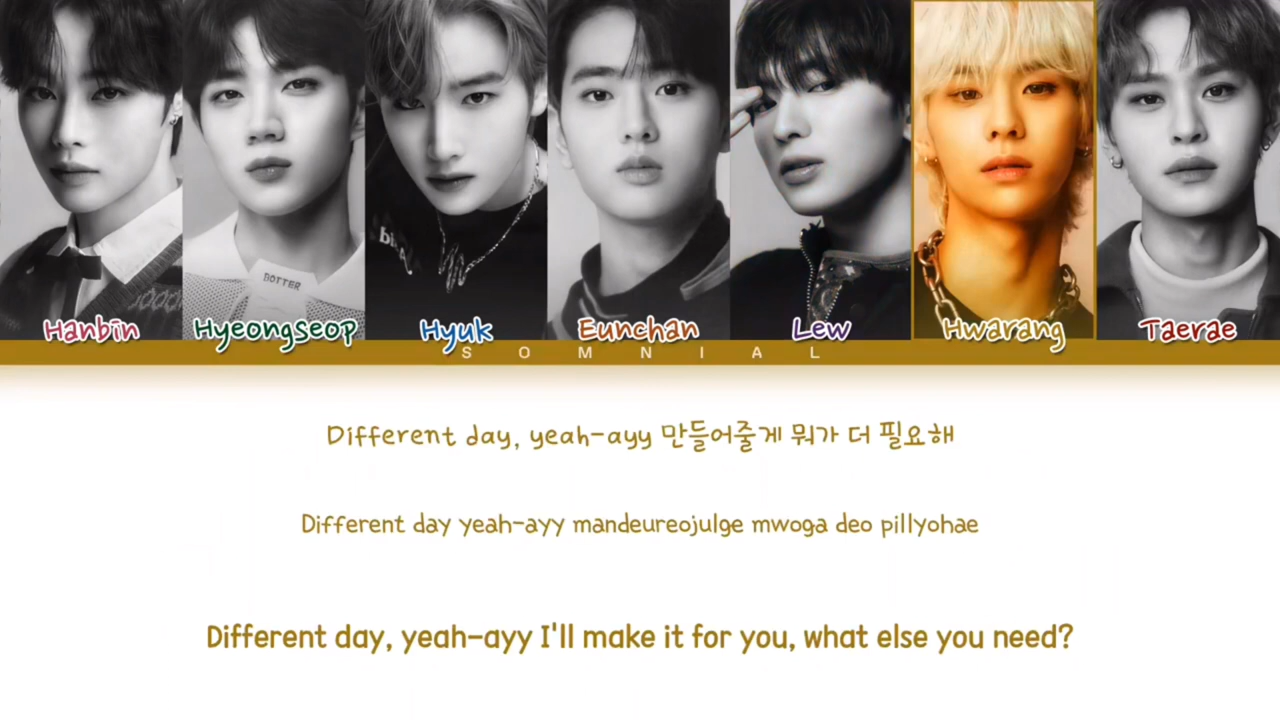 BOTTER
Hanbin Hyeongseop Hyuk Eunchan Lew Hwarang Taerae
SOMNIAL
Different day, yeah-ayy 만들어줄게 뭐가 더 필요해
Different day yeah-ayy mandeureojulge mwoga deo pillyohae
Different day, yeah-ayy I'll make it for you, what else you need?